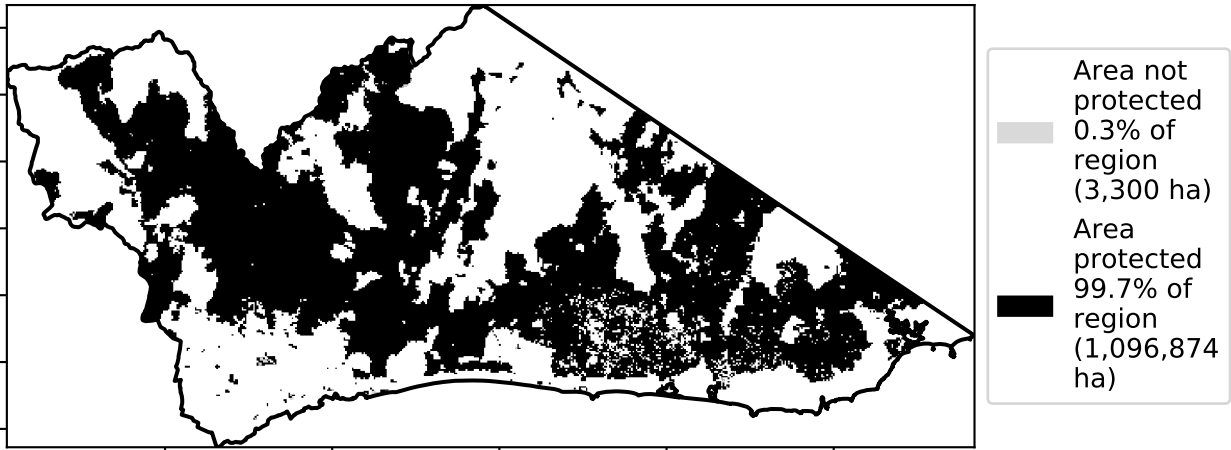 Area not
protected
0.3% of
region
(3,300 ha)
Area
protected
99.7% of
region
(1,096,874
ha)